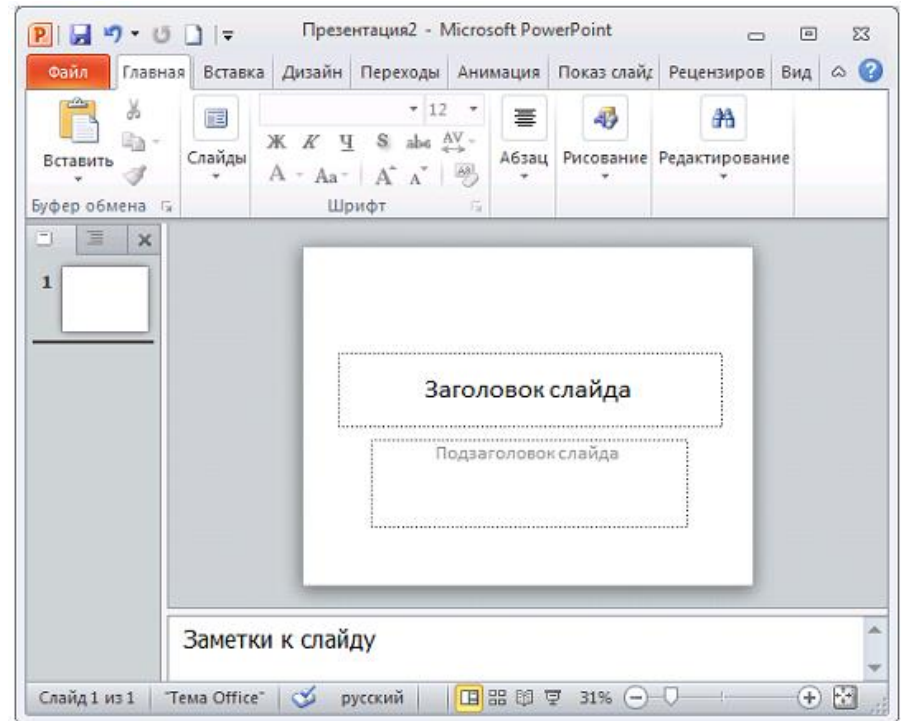 Презентация2 - Microsoft PowerPoint
Файл Главная Вставка Дизайн Переходы Анимация Показ слайд Рецензиров Вид
12
Ж К Ч S abc AV
Вставить Слайды A Aa A A Абзац Рисование Редактирование
Буфер обмена Шрифт
1
Заголовок слайда
Подзаголовок слайда
Заметки к слайду
Слайд 1 из 1 "Тема Office" русский 31%